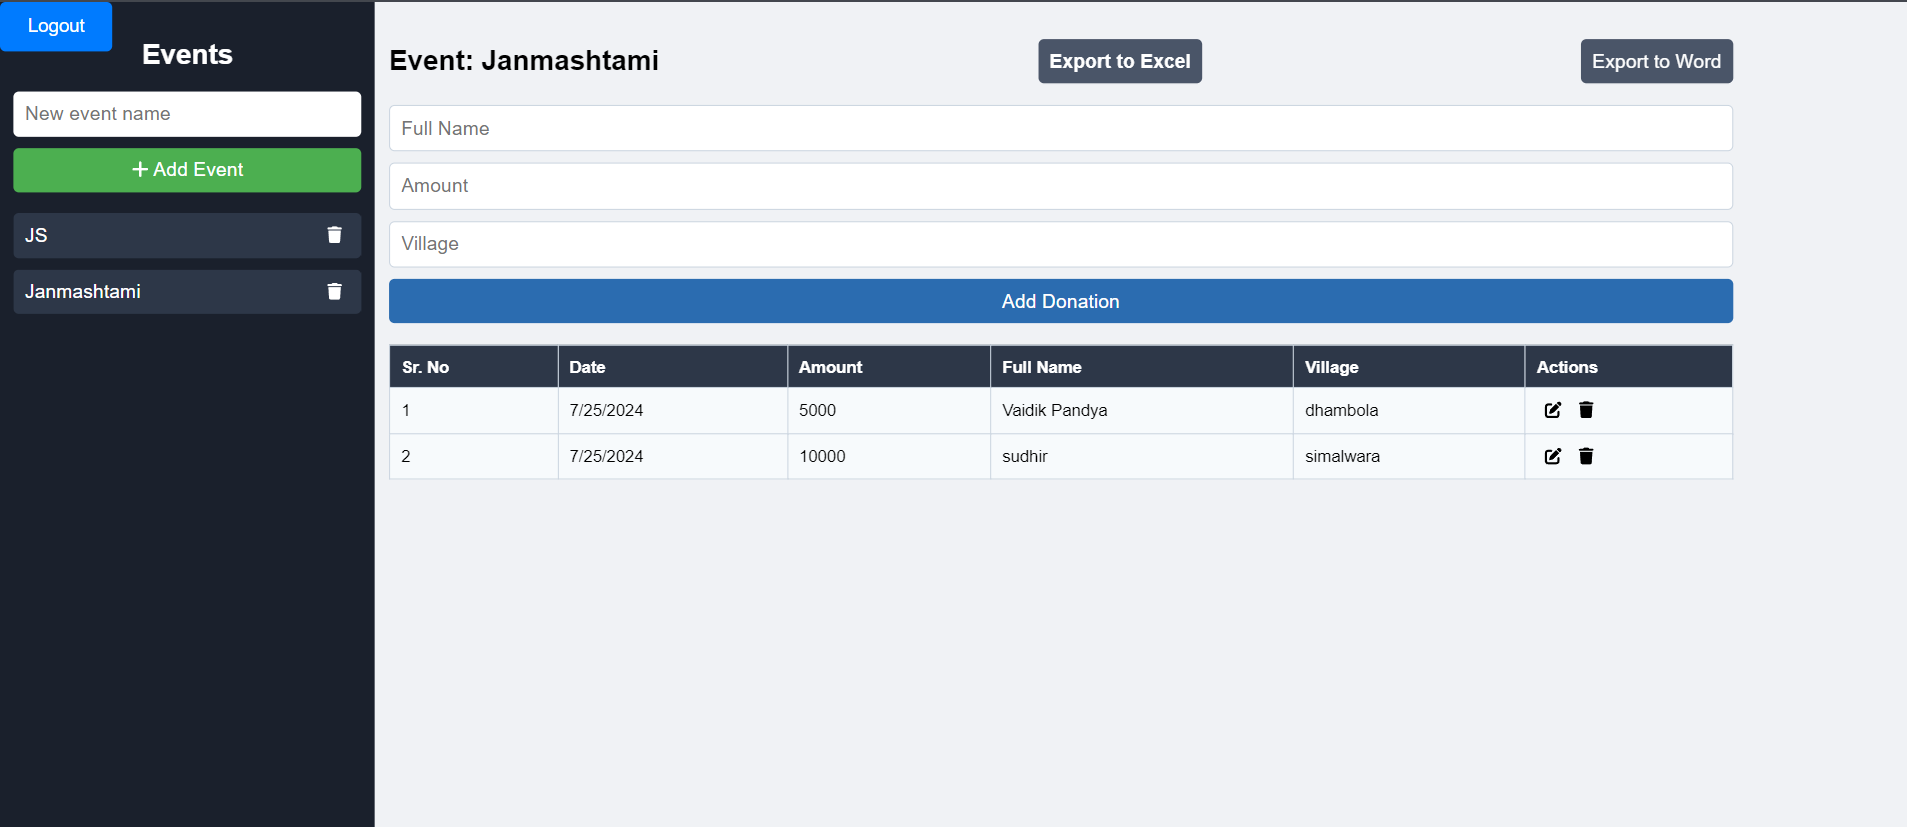 Logout
Events
New event name
+ Add Event
JS
Janmashtami
Event: Janmashtami
Export to Excel
Export to Word
Full Name
Amount
Village
Add Donation
Sr. No Date Amount Full Name Village Actions
1 7/25/2024 5000 Vaidik Pandya dhambola
2 7/25/2024 10000 sudhir simalwara